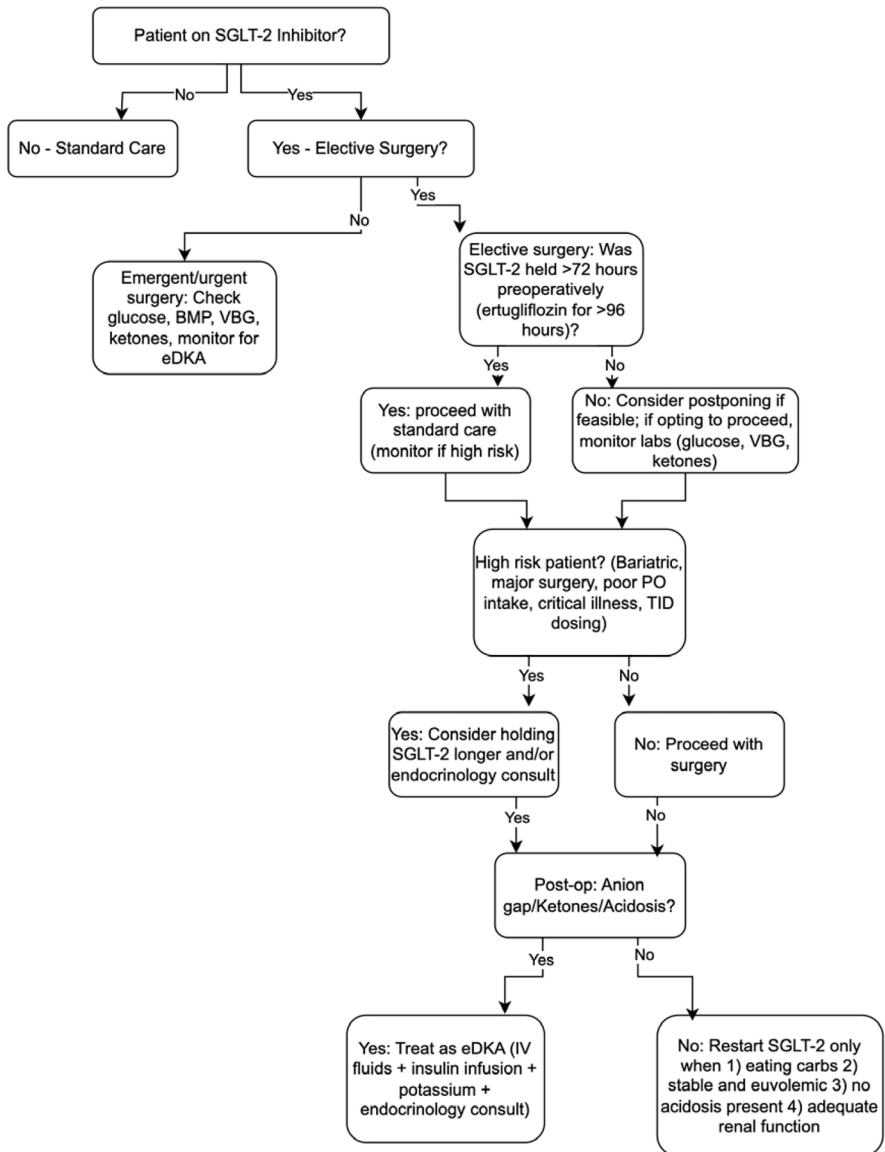 Patient on SGLT-2 Inhibitor?
No
Yes
No - Standard Care
Yes - Elective Surgery?
No
Yes
Emergent/urgent
surgery: Check
glucose, BMP, VBG,
ketones, monitor for
eDKA
Elective surgery: Was
SGLT-2 held >72 hours
preoperatively
(ertugliflozin for >96
hours)?
Yes
No
Yes: proceed with
standard care
(monitor if high risk)
No: Consider postponing if
feasible; if opting to proceed,
monitor labs (glucose, VBG,
ketones)
High risk patient? (Bariatric,
major surgery, poor PO
intake, critical illness, TID
dosing)
Yes
No
Yes: Consider holding
SGLT-2 longer and/or
endocrinology consult
No: Proceed with
surgery
Yes
No
Post-op: Anion
gap/Ketones/Acidosis?
Yes
No
Yes: Treat as eDKA (IV
fluids + insulin infusion +
potassium +
endocrinology consult)
No: Restart SGLT-2 only
when 1) eating carbs 2)
stable and euvolemic 3) no
acidosis present 4) adequate
renal function